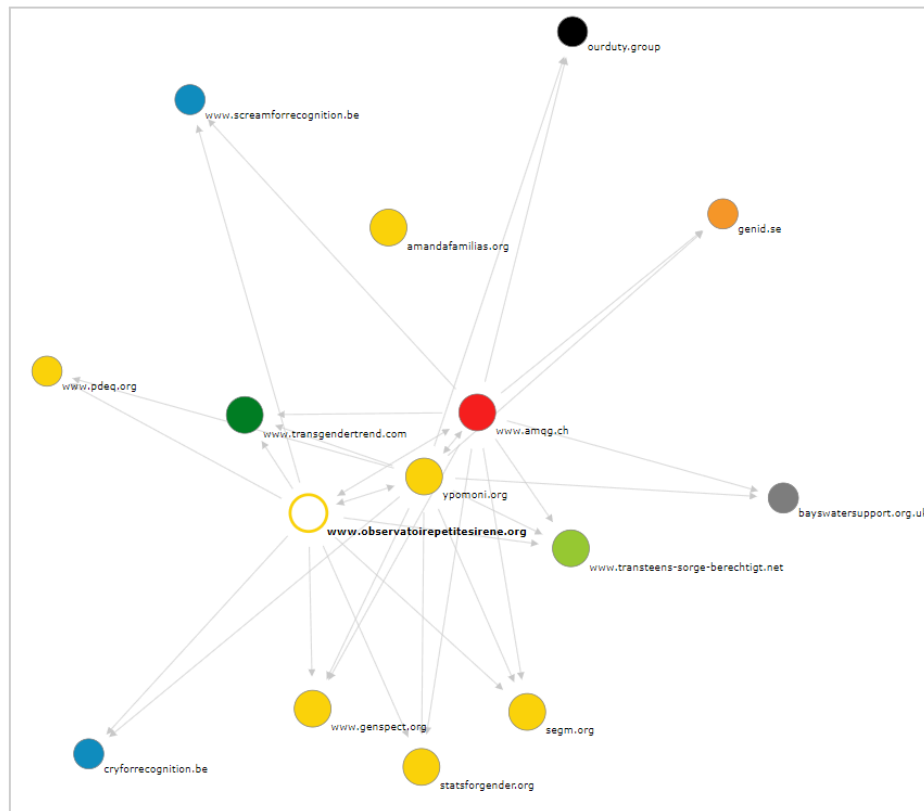 ourduty.group
www.screamforrecognition.be
genid.se
amandafamilias.org
www.pdeq.org
www.transgendertrend.com
www.amqg.ch
ypomoni.org
bayswatersupport.org.uk
www.observatoirepetitesirene.org
www.transteens-sorge-berechtigt.net
www.genspect.org
segm.org
cryforrecognition.be
statsforgender.org